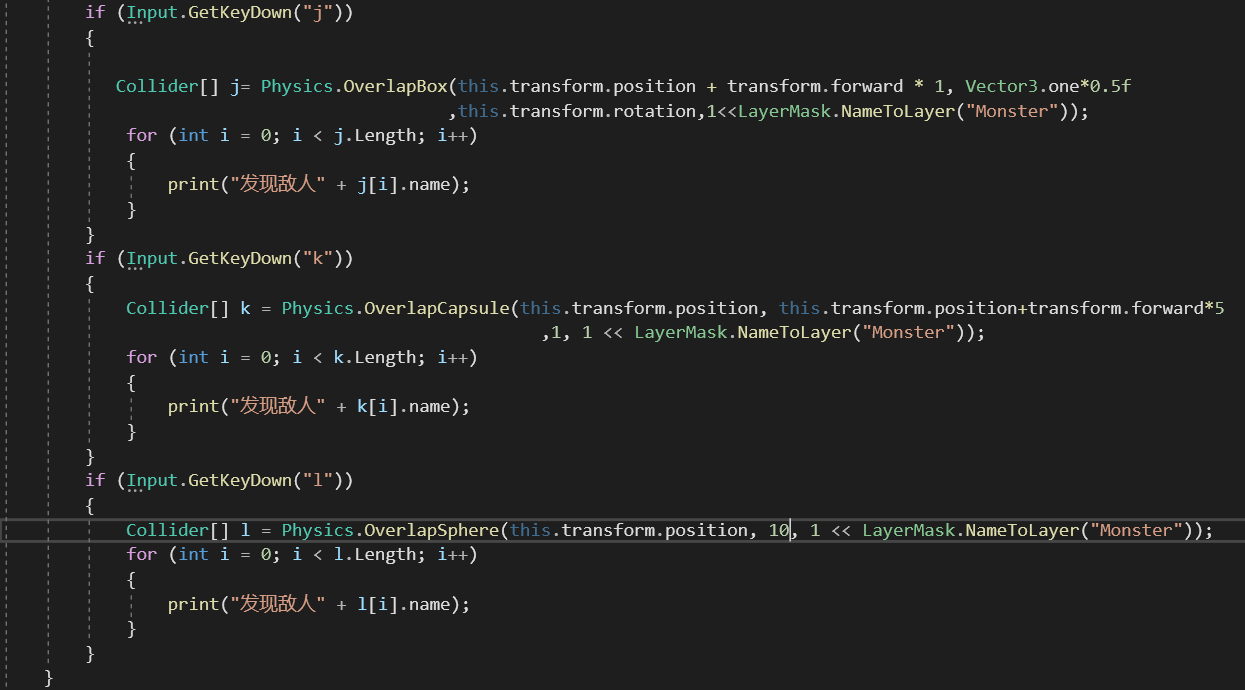 if (Input.GetKeyDown("j"))
{
Collider[] j= Physics.OverlapBox(this.transform.position + transform.forward * 1, Vector3.one*0.5f
,this.transform.rotation,1<<LayerMask.NameToLayer("Monster"));
for (int i = 0; i < j.Length; i++)
{
print("发现敌人" + j[i].name);
}
}
if (Input.GetKeyDown("k"))
{
Collider[] k = Physics.OverlapCapsule(this.transform.position, this.transform.position+transform.forward*5
,1, 1 << LayerMask.NameToLayer("Monster"));
for (int i = 0; i < k.Length; i++)
{
print("发现敌人" + k[i].name);
}
}
if (Input.GetKeyDown("l"))
{
Collider[] l = Physics.OverlapSphere(this.transform.position, 10, 1 << LayerMask.NameToLayer("Monster"));
for (int i = 0; i < l.Length; i++)
{
print("发现敌人" + l[i].name);
}
}
}